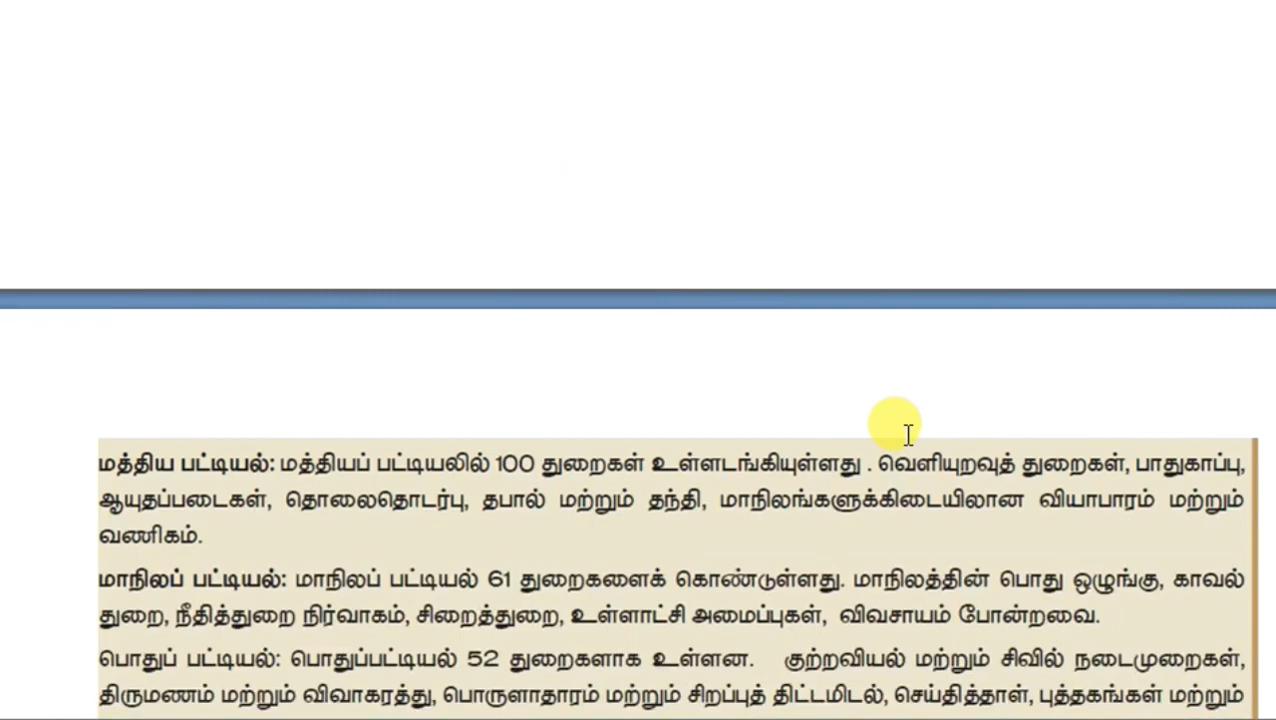 மத்திய பட்டியல்: மத்தியப் பட்டியலில் 100 துறைகள் உள்ளடங்கியுள்ளது . வெளியுறவுத் துறைகள், பாதுகாப்பு,
ஆயுதப்படைகள், தொலைதொடர்பு, தபால் மற்றும் தந்தி, மாநிலங்களுக்கிடையிலான வியாபாரம் மற்றும்
வணிகம்.
மாநிலப் பட்டியல்: மாநிலப் பட்டியல் 61 துறைகளைக் கொண்டுள்ளது. மாநிலத்தின் பொது ஒழுங்கு, காவல்
துறை, நீதித்துறை நிர்வாகம், சிறைத்துறை, உள்ளாட்சி அமைப்புகள், விவசாயம் போன்றவை.
பொதுப் பட்டியல்: பொதுப்பட்டியல் 52 துறைகளாக உள்ளன. குற்றவியல் மற்றும் சிவில் நடைமுறைகள்,
திருமணம் மற்றும் விவாகரத்து, பொருளாதாரம் மற்றும் சிறப்புத் திட்டமிடல், செய்தித்தாள், புத்தகங்கள் மற்றும்